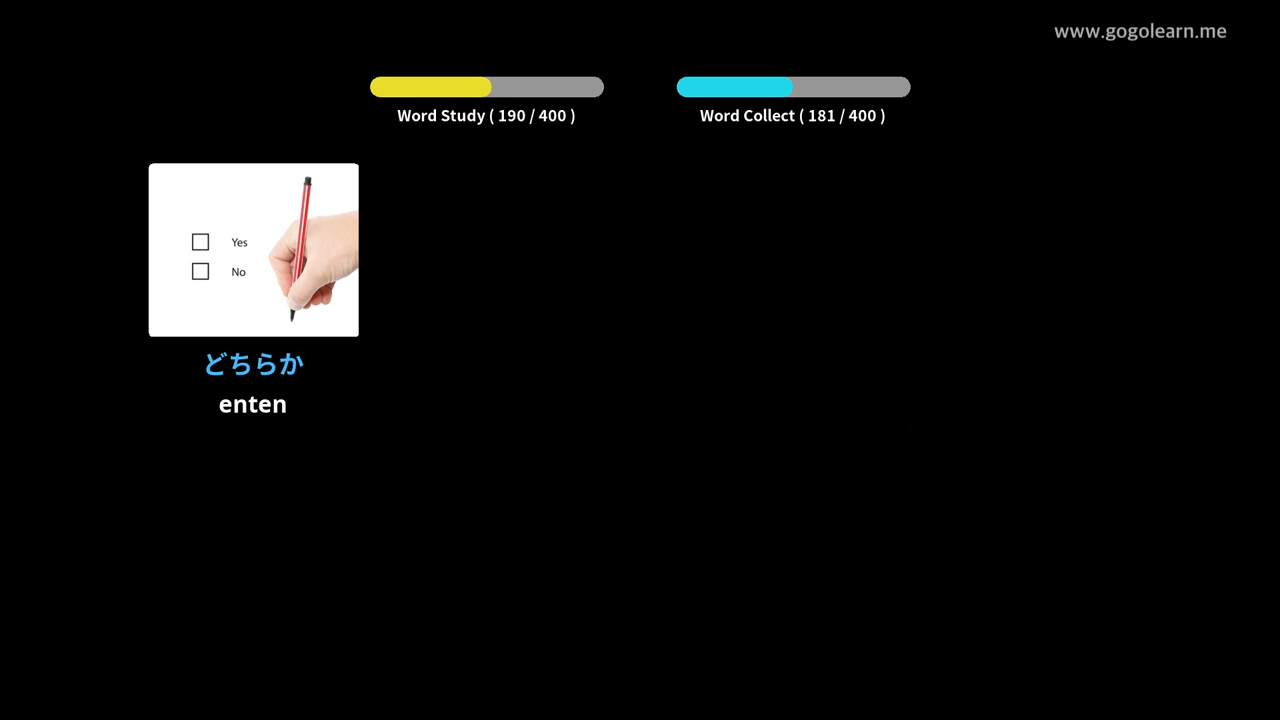 www.gogolearn.me
Word Study ( 190 / 400 )
Word Collect ( 181 / 400 )
Yes
No
どちらか
enten